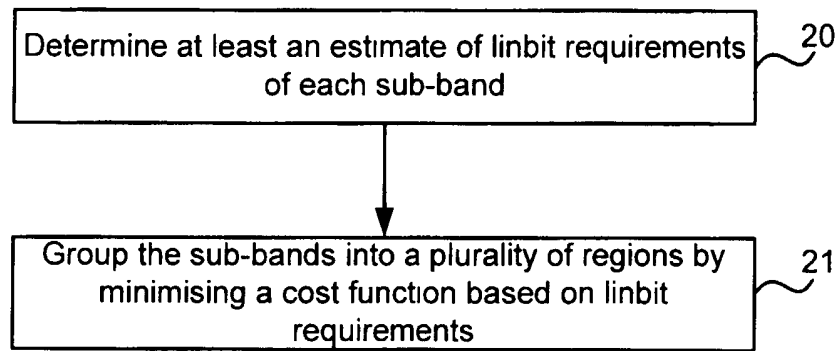 Determine at least an estimate of linbit requirements
of each sub-band
20
Group the sub-bands into a plurality of regions by
minimising a cost function based on linbit
requirements
21